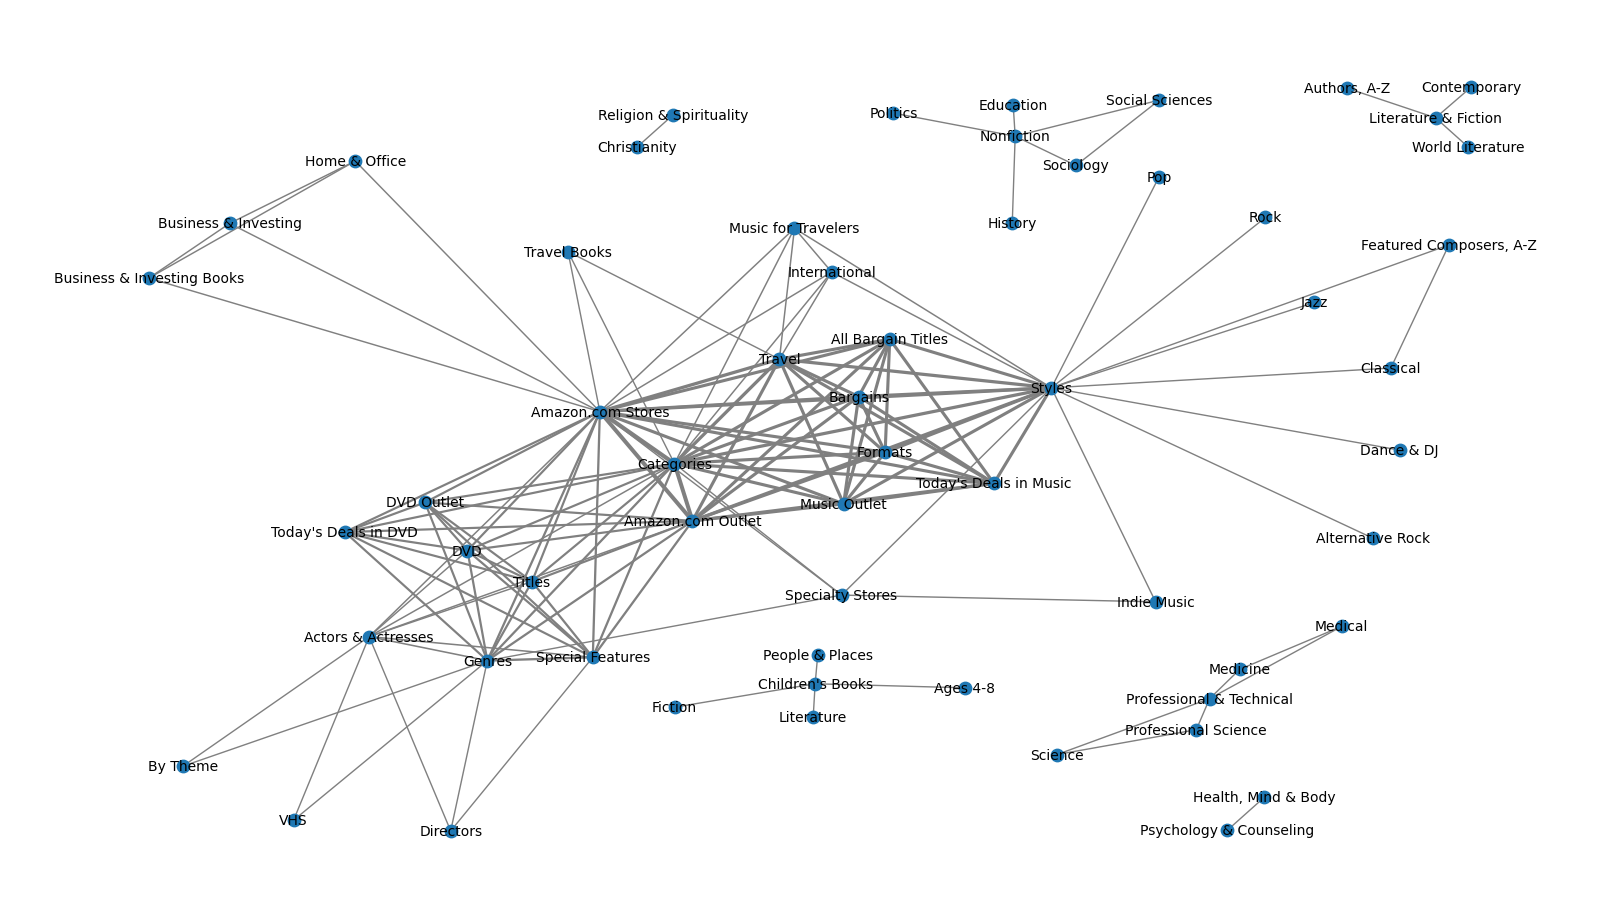 Authors, A-Z
Contemporary
Social Sciences
Education
Politics
Religion & Spirituality
Literature & Fiction
Nonfiction
Christianity
World Literature
Home & Office
Sociology
Pop
Rock
Business & Investing
History
Music for Travelers
Featured Composers, A-Z
Travel Books
International
Business & Investing Books
Jazz
All Bargain Titles
Travel
Classical
Styles
Bargains
Amazon.com Stores
Dance & DJ
Formats
Categories
Today's Deals in Music
DVD Outlet
Music Outlet
Amazon.com Outlet
Today's Deals in DVD
Alternative Rock
DVD
Titles
Specialty Stores
Indie Music
Medical
Actors & Actresses
People & Places
Special Features
Genres
Medicine
Children's Books
Ages 4-8
Professional & Technical
Fiction
Literature
Professional Science
Science
By Theme
Health, Mind & Body
VHS
Directors
Psychology & Counseling